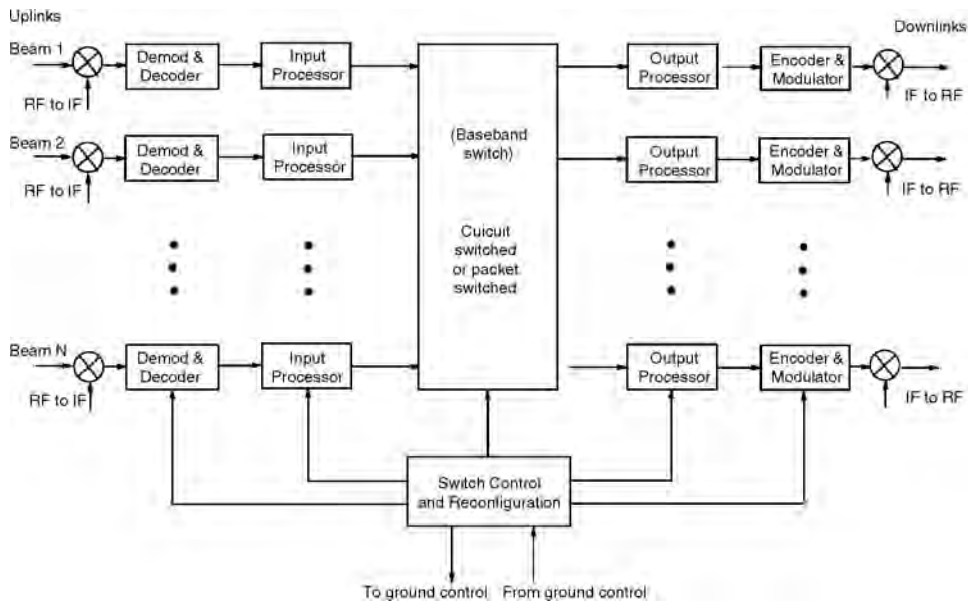 Uplinks
Downlinks
Beam 1
RF to IF
Demod &
Decoder
Input
Processor
Output
Processor
Encoder &
Modulator
IF to RF
Beam 2
RF to IF
Demod &
Decoder
Input
Processor
Output
Processor
Encoder &
Modulator
IF to RF
(Baseband
switch)
Cuicuit
switched
or packet
switched
Beam N
RF to IF
Demod &
Decoder
Input
Processor
Output
Processor
Encoder &
Modulator
IF to RF
Switch Control
and Reconfiguration
To ground control
From ground control